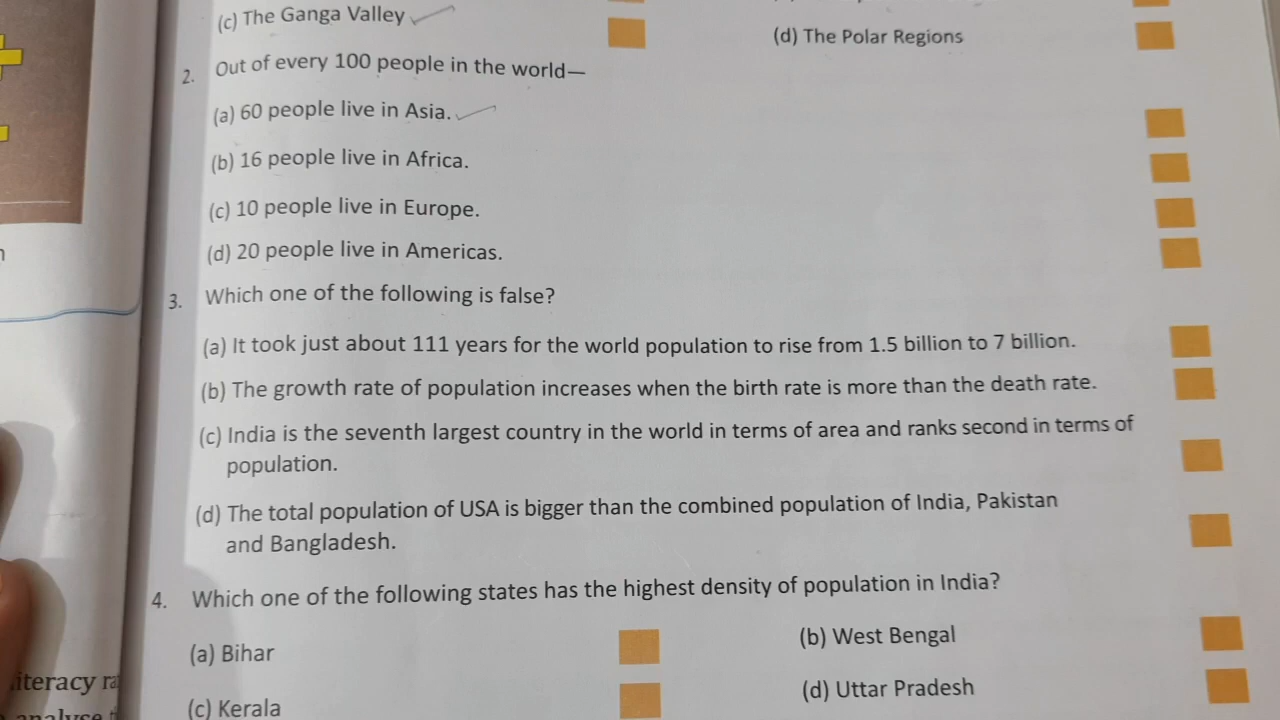 (c) The Ganga Valley
(d) The Polar Regions
2. Out of every 100 people in the world—
(a) 60 people live in Asia.
(b) 16 people live in Africa.
(c) 10 people live in Europe.
(d) 20 people live in Americas.
3. Which one of the following is false?
(a) It took just about 111 years for the world population to rise from 1.5 billion to 7 billion.
(b) The growth rate of population increases when the birth rate is more than the death rate.
(c) India is the seventh largest country in the world in terms of area and ranks second in terms of
population.
(d) The total population of USA is bigger than the combined population of India, Pakistan
and Bangladesh.
4. Which one of the following states has the highest density of population in India?
(a) Bihar
(b) West Bengal
(c) Kerala
(d) Uttar Pradesh